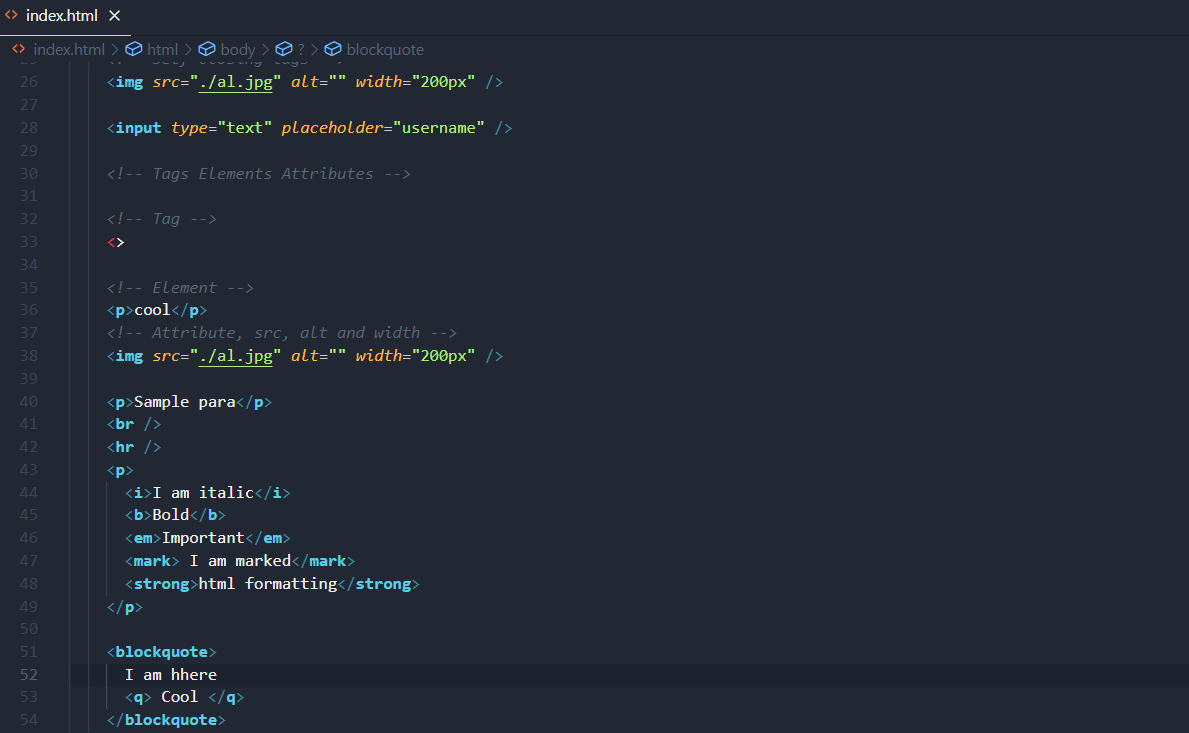 index.html
index.html > html > body > ? > blockquote
26 <img src="./al.jpg" alt="" width="200px" />
27
28 <input type="text" placeholder="username" />
29
30 <!-- Tags Elements Attributes -->
31
32 <!-- Tag -->
33 <>
34
35 <!-- Element -->
36 <p>cool</p>
37 <!-- Attribute, src, alt and width -->
38 <img src="./al.jpg" alt="" width="200px" />
39
40 <p>Sample para</p>
41 <br />
42 <hr />
43 <p>
44 <i>I am italic</i>
45 <b>Bold</b>
46 <em>Important</em>
47 <mark> I am marked</mark>
48 <strong>html formatting</strong>
49 </p>
50
51 <blockquote>
52 I am hhere
53 <q> Cool </q>
54 </blockquote>